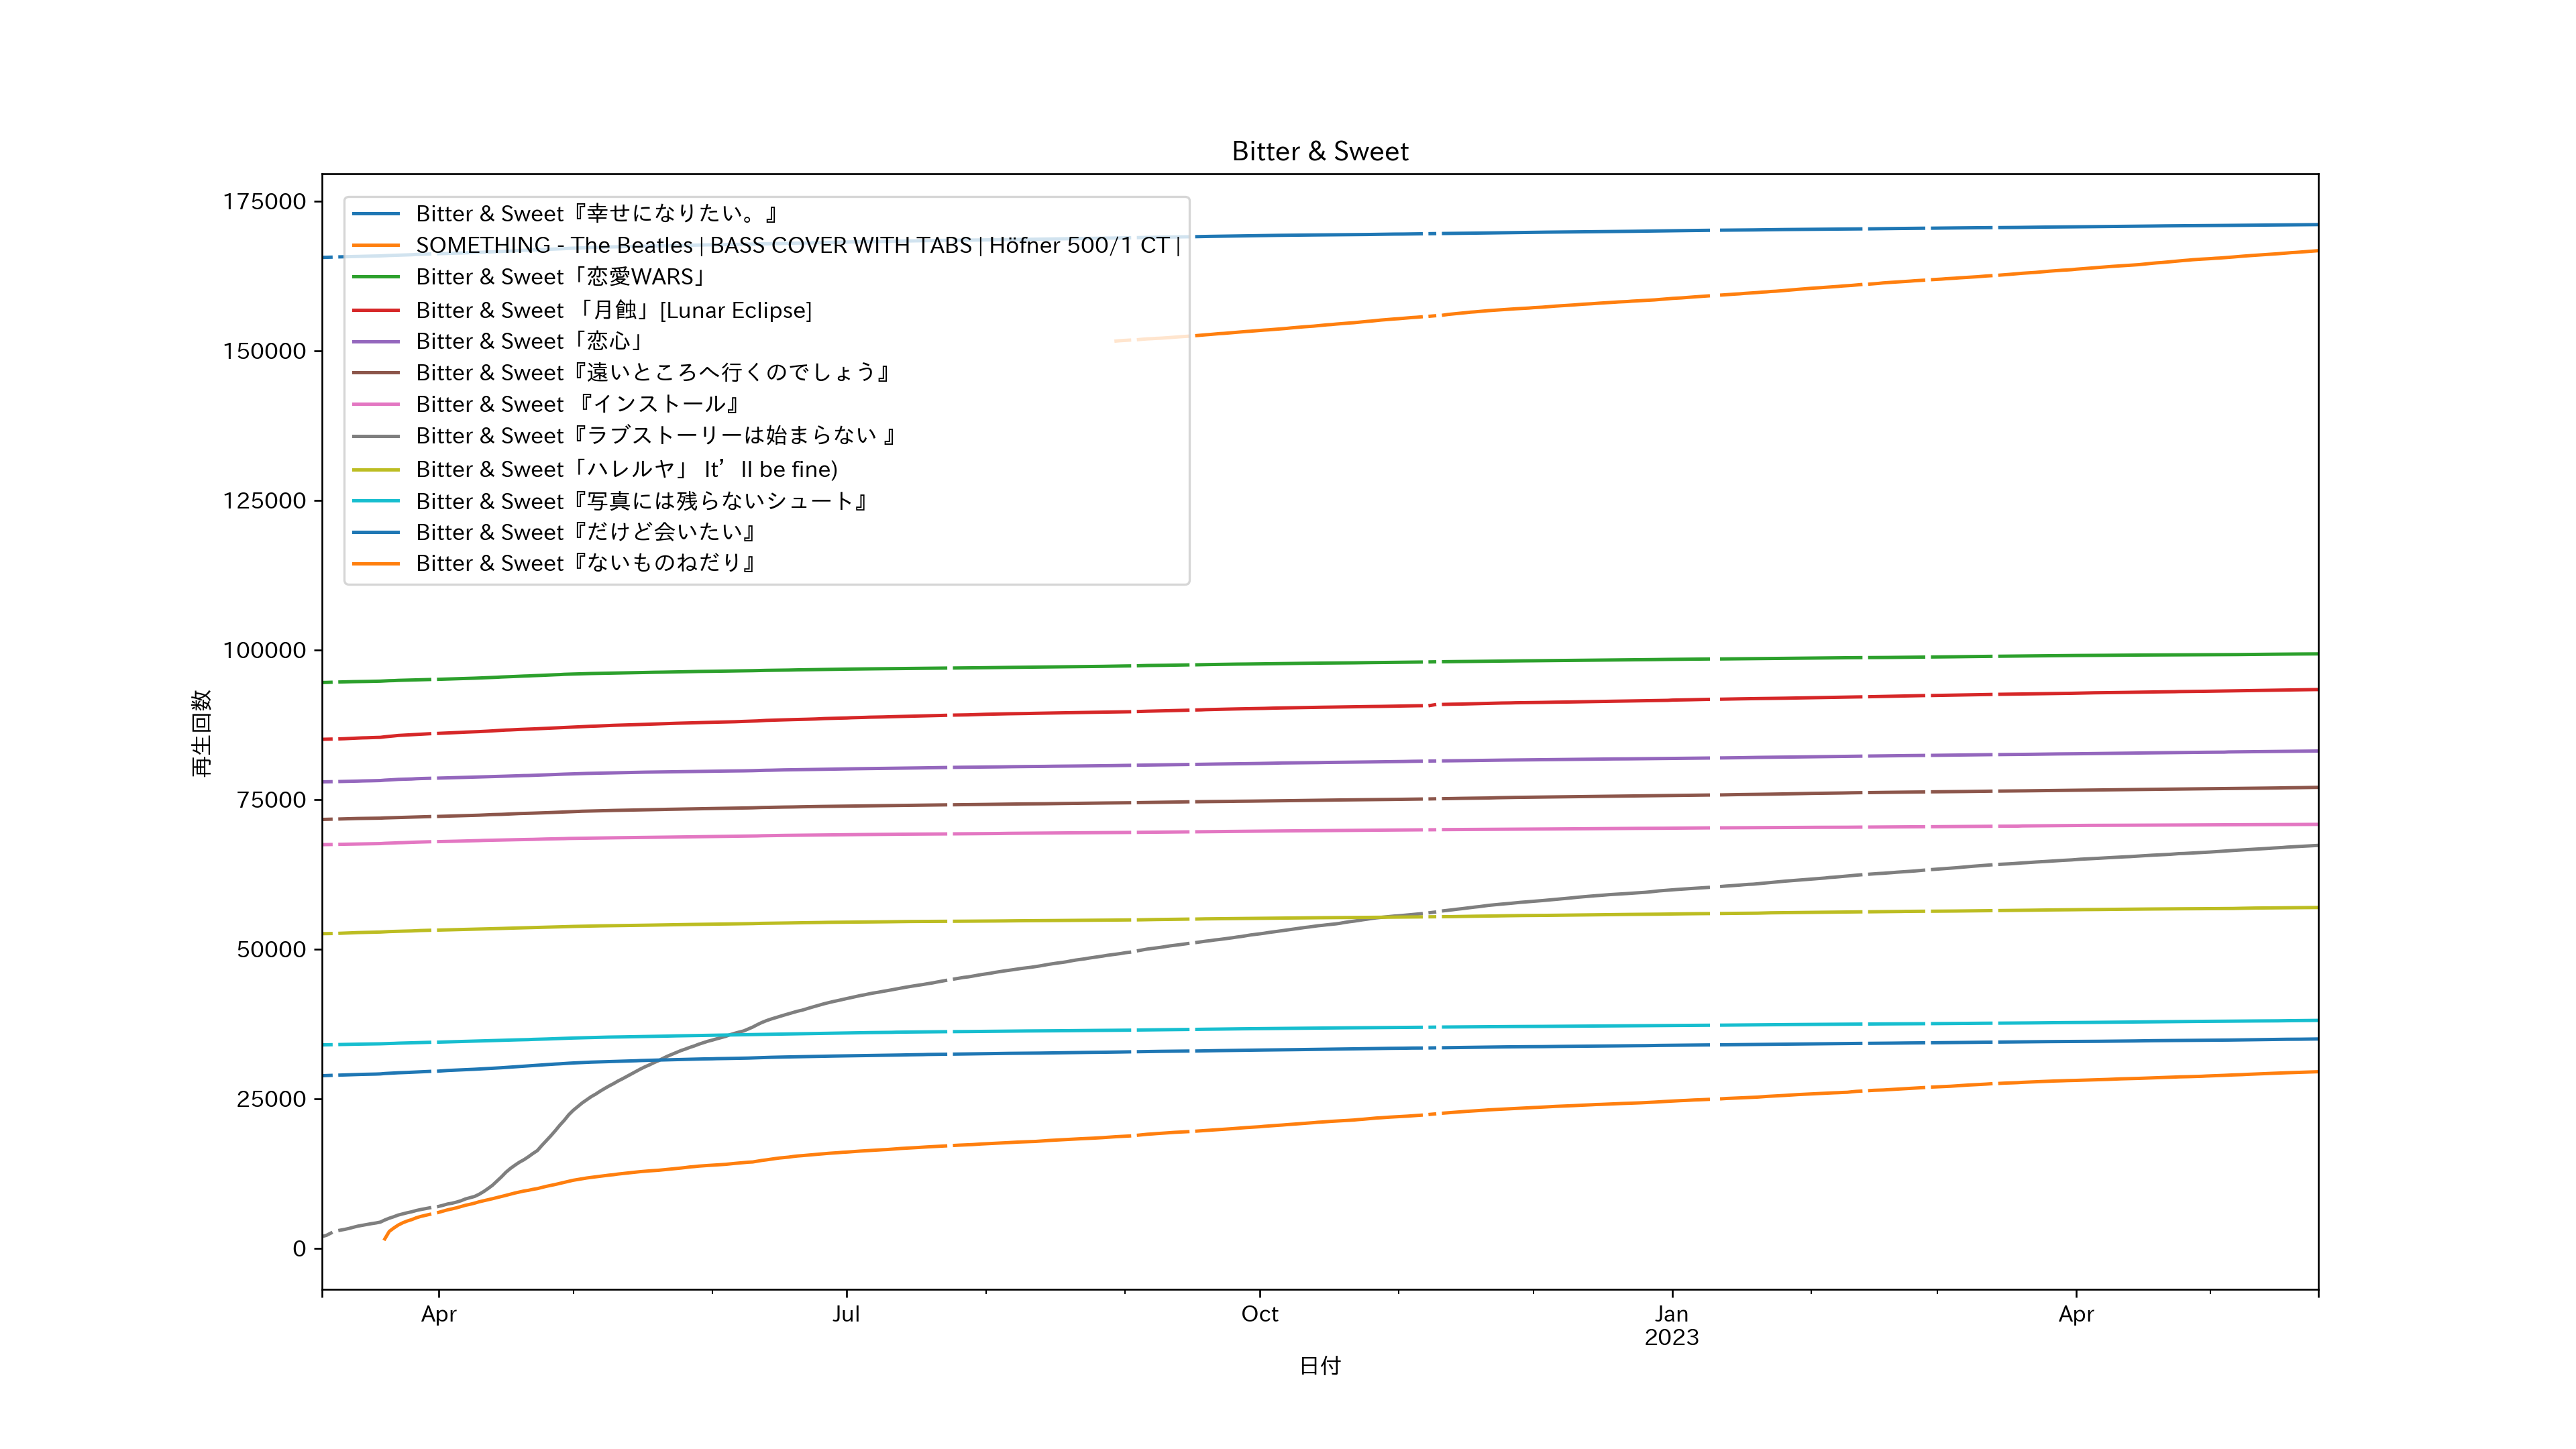 Bitter & Sweet
175000
150000
125000
100000
75000
50000
25000
0
再生回数
Bitter & Sweet『幸せになりたい。』
SOMETHING - The Beatles | BASS COVER WITH TABS | Höfner 500/1 CT |
Bitter & Sweet「恋愛WARS」
Bitter & Sweet 「月蝕」[Lunar Eclipse]
Bitter & Sweet「恋心」
Bitter & Sweet『遠いところへ行くのでしょう』
Bitter & Sweet 『インストール』
Bitter & Sweet『ラブストーリーは始まらない 』
Bitter & Sweet「ハレルヤ」 It’ll be fine)
Bitter & Sweet『写真には残らないシュート』
Bitter & Sweet『だけど会いたい』
Bitter & Sweet『ないものねだり』
Apr Jul Oct Jan Apr
2023
日付